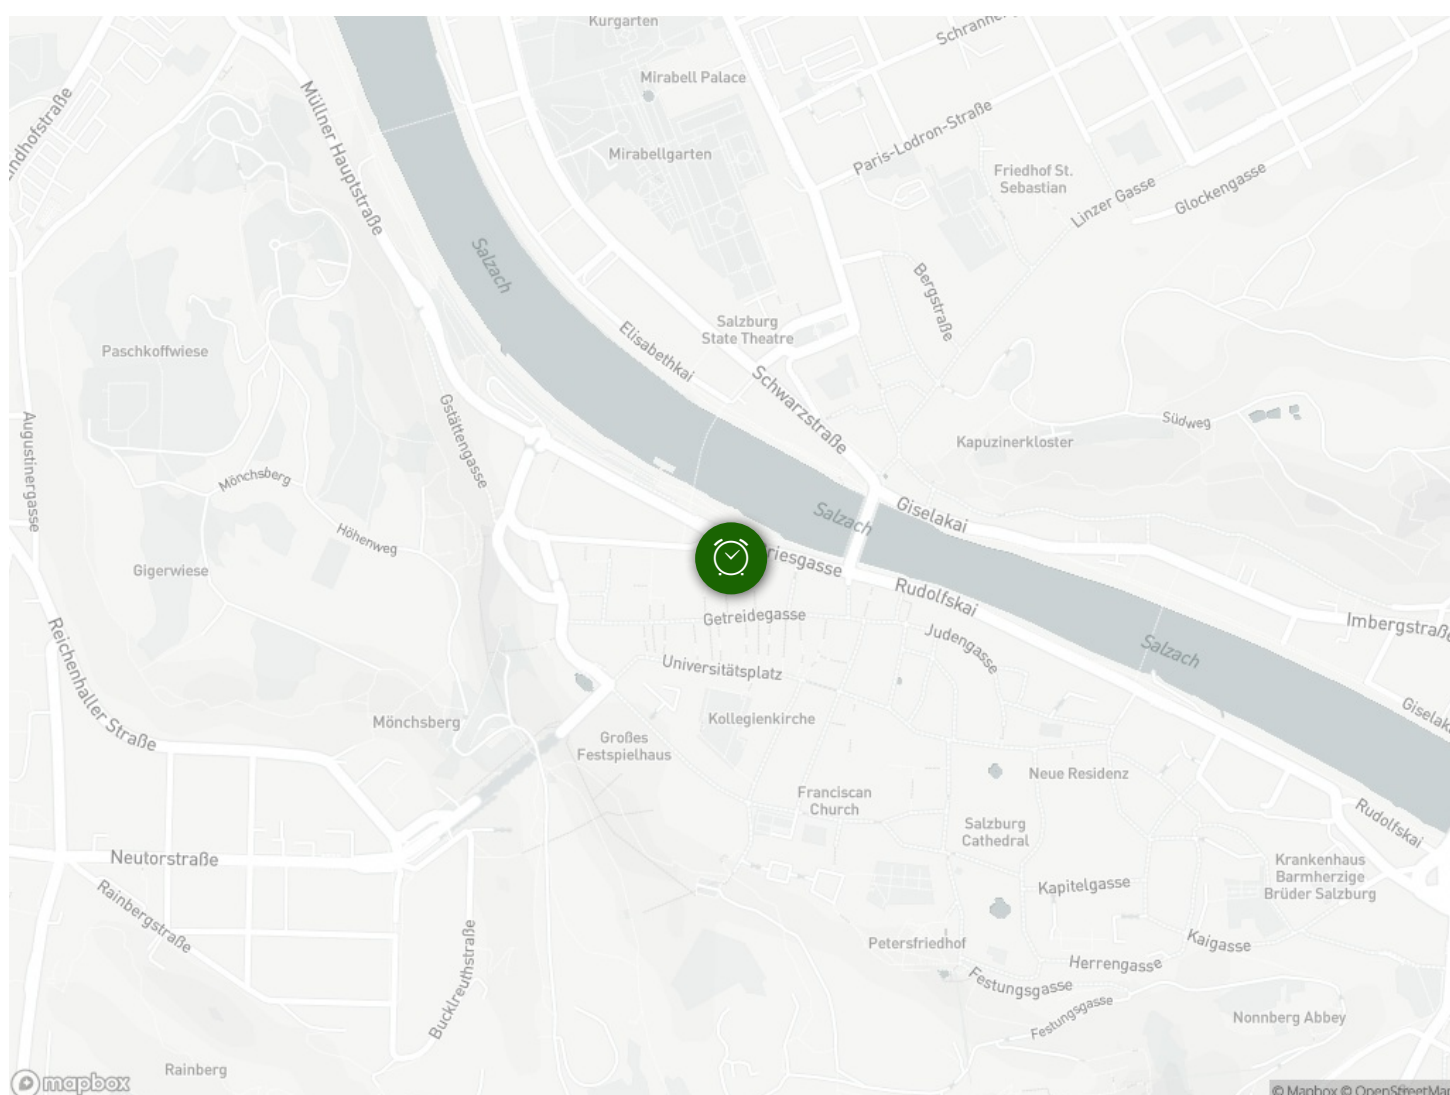 Kurgarten
Mirabell Palace
Mirabellgarten
Paris-Lodron-Straße
Friedhof St.
Sebastian
Linzer Gasse
Glockengasse
Müllner Hauptstraße
Salzach
Bergstraße
Salzburg
State Theatre
Elisabethkai
Schwarzstraße
Paschkoffwiese
Augustinergasse
Gstättengasse
Südweg
Kapuzinerkloster
Mönchsberg
Höhenweg
Gigerwiese
Salzach
Giselakai
Rudolfskai
Getreidegasse
Judengasse
Universitätsplatz
Salzach
Imbergstraße
Reichenhaller Straße
Mönchsberg
Kollegienkirche
Großes
Festspielhaus
Neue Residenz
Franciscan
Church
Salzburg
Cathedral
Rudolfskai
Neutorstraße
Rainbergstraße
Bucklreuthstraße
Krankenhaus
Barmherzige
Brüder Salzburg
Kapitelgasse
Kaigasse
Petersfriedhof
Herrengasse
Festungsgasse
Festungsgasse
Nonnberg Abbey
Rainberg
mapbox
© Mapbox © OpenStreetMap